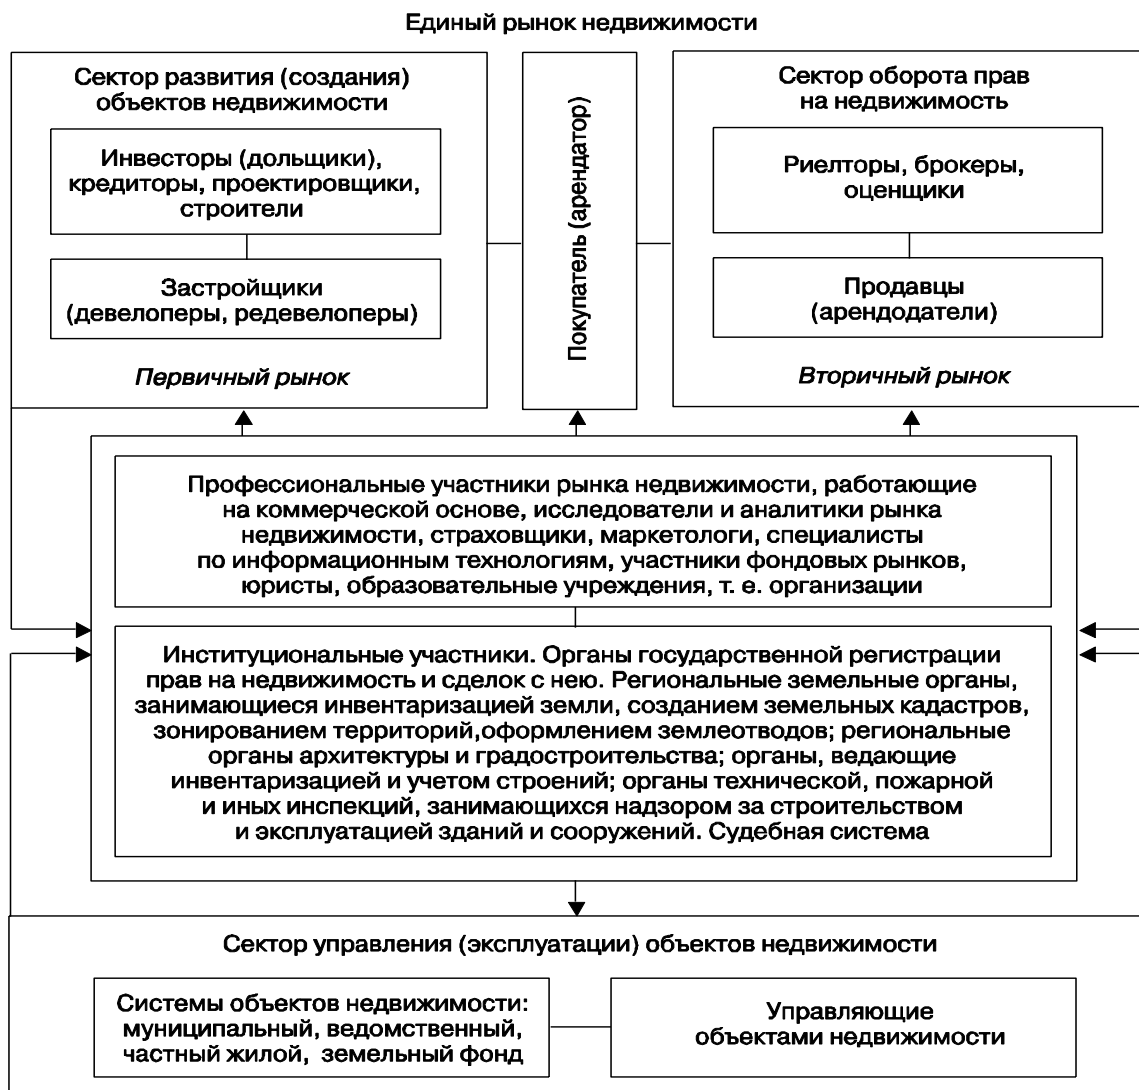 Единый рынок недвижимости
Сектор развития (создания)
объектов недвижимости
Инвесторы (дольщики),
кредиторы, проектировщики,
строители
Застройщики
(девелоперы, редевелоперы)
Первичный рынок
Покупатель (арендатор)
Сектор оборота прав
на недвижимость
Риелторы, брокеры,
оценщики
Продавцы
(арендодатели)
Вторичный рынок
Профессиональные участники рынка недвижимости, работающие
на коммерческой основе, исследователи и аналитики рынка
недвижимости, страховщики, маркетологи, специалисты
по информационным технологиям, участники фондовых рынков,
юристы, образовательные учреждения, т. е. организации
Институциональные участники. Органы государственной регистрации
прав на недвижимость и сделок с нею. Региональные земельные органы,
занимающиеся инвентаризацией земли, созданием земельных кадастров,
зонированием территорий,оформлением землеотводов; региональные
органы архитектуры и градостроительства; органы, ведающие
инвентаризацией и учетом строений; органы технической, пожарной
и иных инспекций, занимающихся надзором за строительством
и эксплуатацией зданий и сооружений. Судебная система
Сектор управления (эксплуатации) объектов недвижимости
Системы объектов недвижимости:
муниципальный, ведомственный,
частный жилой, земельный фонд
Управляющие
объектами недвижимости